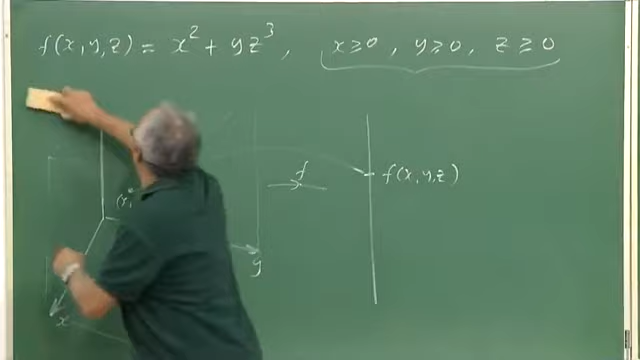 f(x,y,z) = x² + yz³, x≥0, y≥0, z≥0
f
f(x,y,z)
y
x